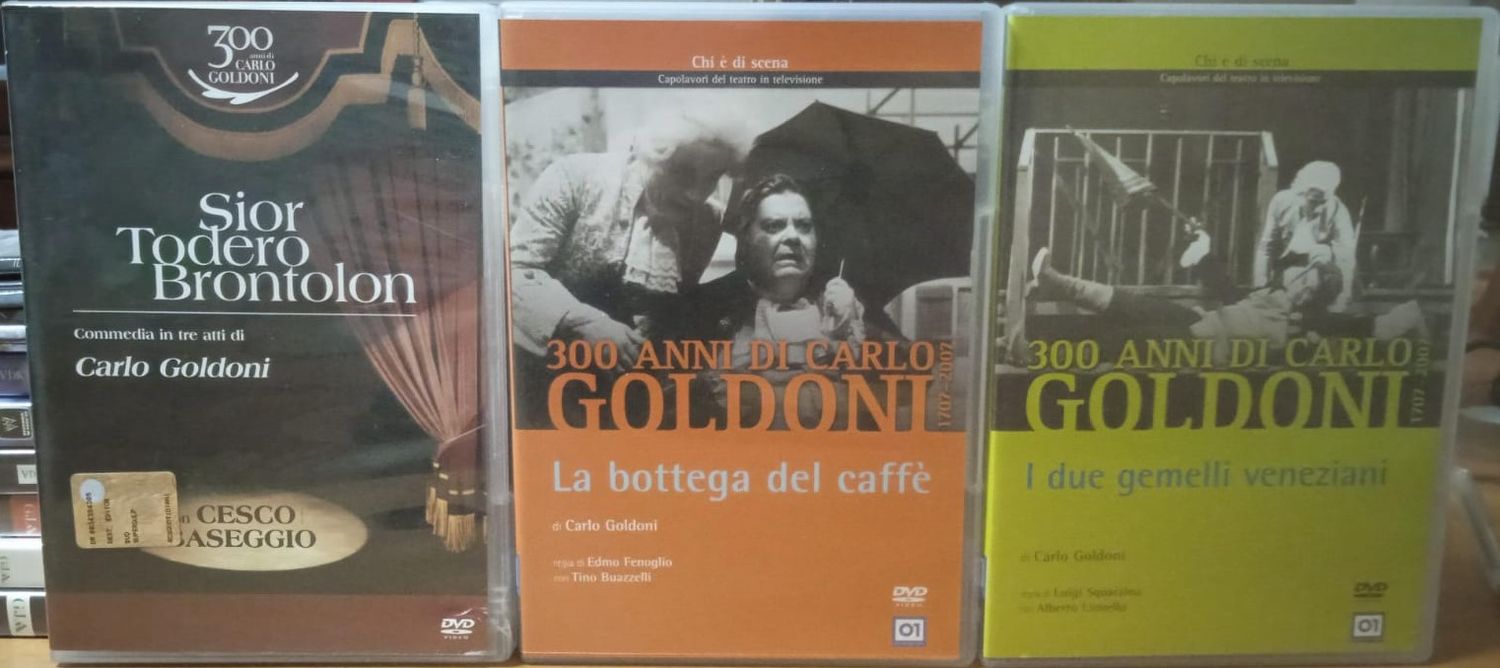 300
anni di
CARLO
GOLDONI
Sior
Todero
Brontolon
Commedia in tre atti di
Carlo Goldoni
CESCO
BASEGGIO
DVD
VIDEO
Chi è di scena
Capolavori del teatro in televisione
300 ANNI DI CARLO
GOLDONI
1707-2007
La bottega del caffè
di Carlo Goldoni
regia di Edmo Fenoglio
con Tino Buazzelli
DVD
VIDEO
01
Chi è di scena
Capolavori del teatro in televisione
300 ANNI DI CARLO
GOLDONI
1707-2007
I due gemelli veneziani
di Carlo Goldoni
regia di Luigi Squarzina
con Alberto Lionello
DVD
VIDEO
01